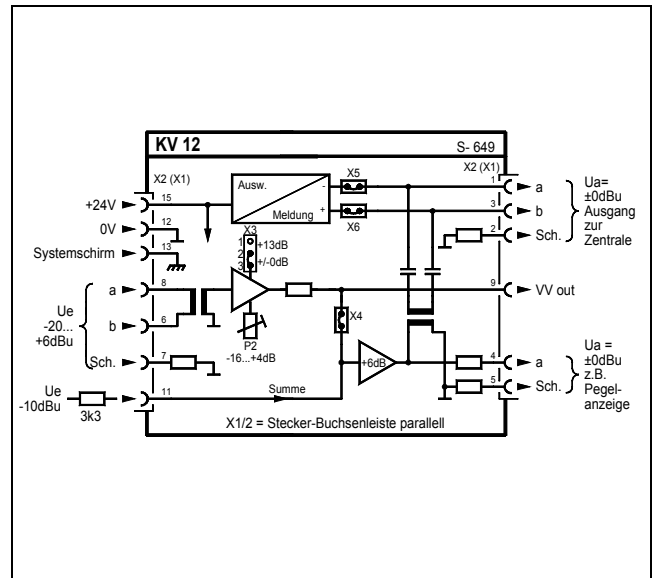 KV 12
S- 649
X2 (X1)
X2 (X1)
+24V
15
0V
12
Systemschirm
13
a
8
Ue
-20...
+6dBu
b
6
Sch.
7
Ue
-10dBu
3k3
11
Ausw.
-
+
Meldung
X5
X6
X3
1
2
3
+13dB
+/-0dB
P2
-16...+4dB
X4
+6dB
Summe
1
a
3
b
2
Sch.
Ua=
±0dBu
Ausgang
zur
Zentrale
9
VV out
4
a
5
Sch.
Ua =
±0dBu
z.B.
Pegel-
anzeige
X1/2 = Stecker-Buchsenleiste parallell